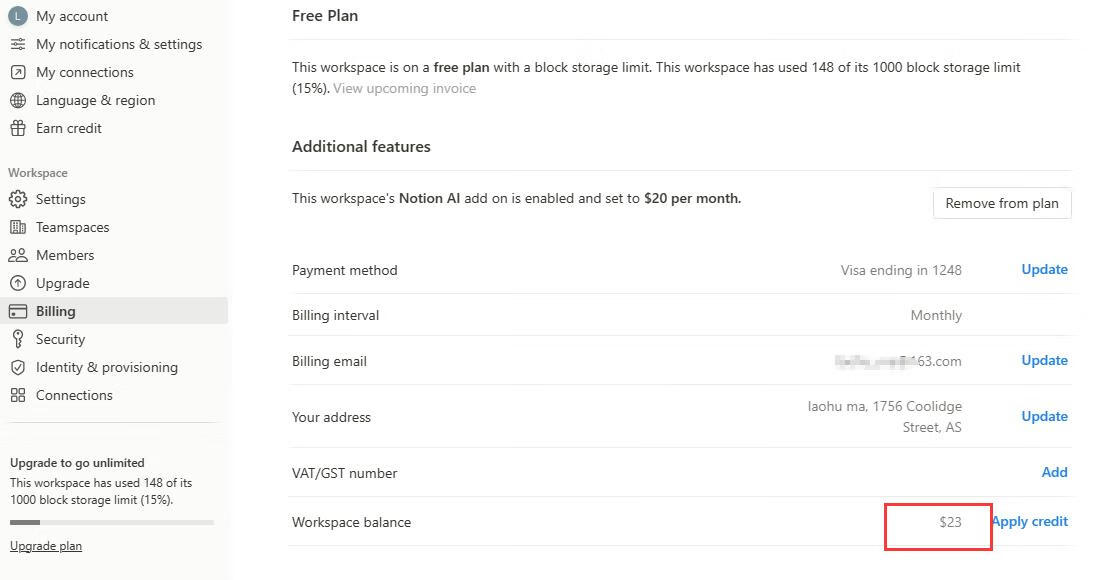 L My account
My notifications & settings
My connections
Language & region
Earn credit
Workspace
Settings
Teamspaces
Members
Upgrade
Billing
Security
Identity & provisioning
Connections
Upgrade to go unlimited
This workspace has used 148 of its
1000 block storage limit (15%).
Upgrade plan
Free Plan
This workspace is on a free plan with a block storage limit. This workspace has used 148 of its 1000 block storage limit
(15%). View upcoming invoice
Additional features
This workspace's Notion AI add on is enabled and set to $20 per month.
Remove from plan
Payment method Visa ending in 1248 Update
Billing interval Monthly
Billing email 63.com Update
Your address laohu ma, 1756 Coolidge
Street, AS Update
VAT/GST number Add
Workspace balance $23 Apply credit